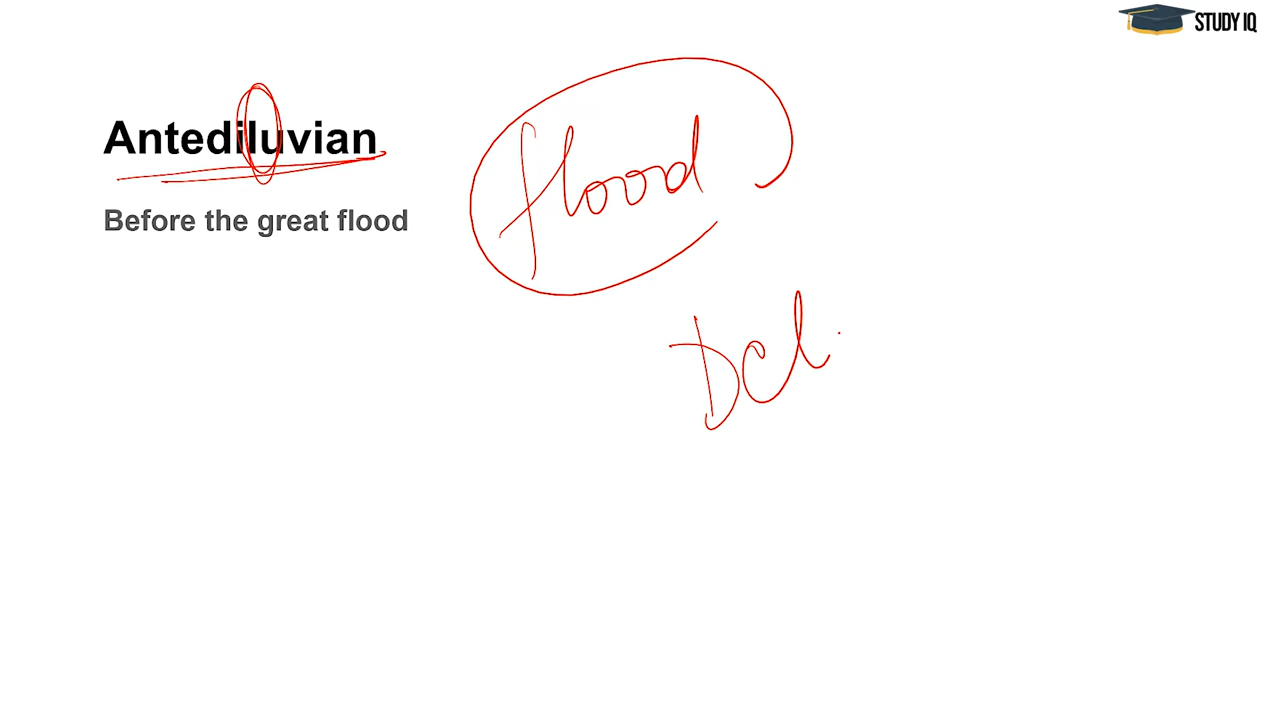 STUDY IQ
Antediluvian
flood
Before the great flood
Del